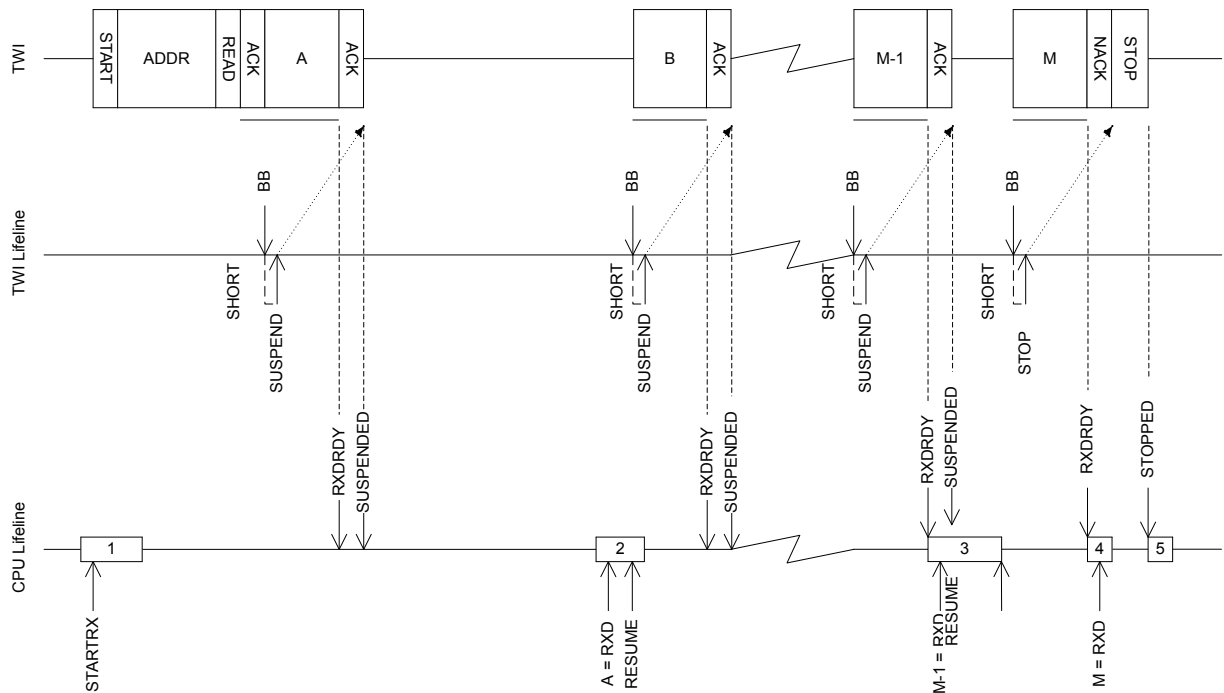 TWI
START
ADDR
READ
ACK
A
ACK
B
ACK
M-1
ACK
M
NACK
STOP
TWI Lifeline
BB
SHORT
SUSPEND
BB
SHORT
SUSPEND
BB
SHORT
SUSPEND
BB
SHORT
STOP
CPU Lifeline
RXDRDY
SUSPENDED
RXDRDY
SUSPENDED
RXDRDY
SUSPENDED
RXDRDY
STOPPED
1
2
3
4
5
STARTRX
A = RXD
RESUME
M-1 = RXD
RESUME
M = RXD